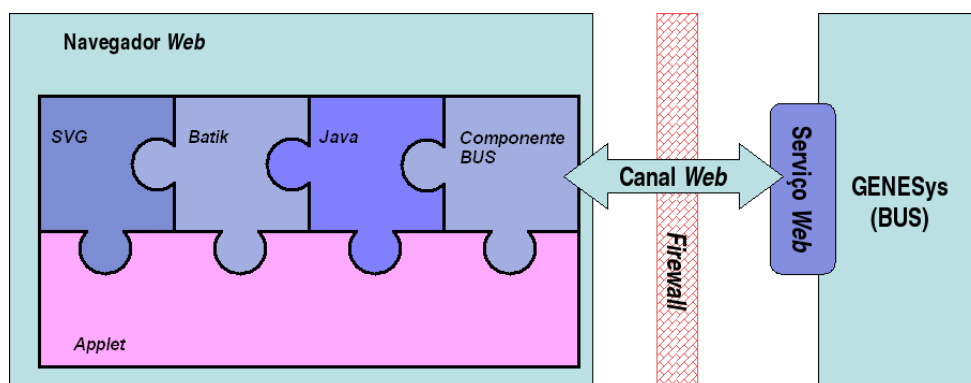 Navegador Web
SVG
Batik
Java
Componente
BUS
Applet
Canal Web
Firewall
Serviço Web
GENESys
(BUS)